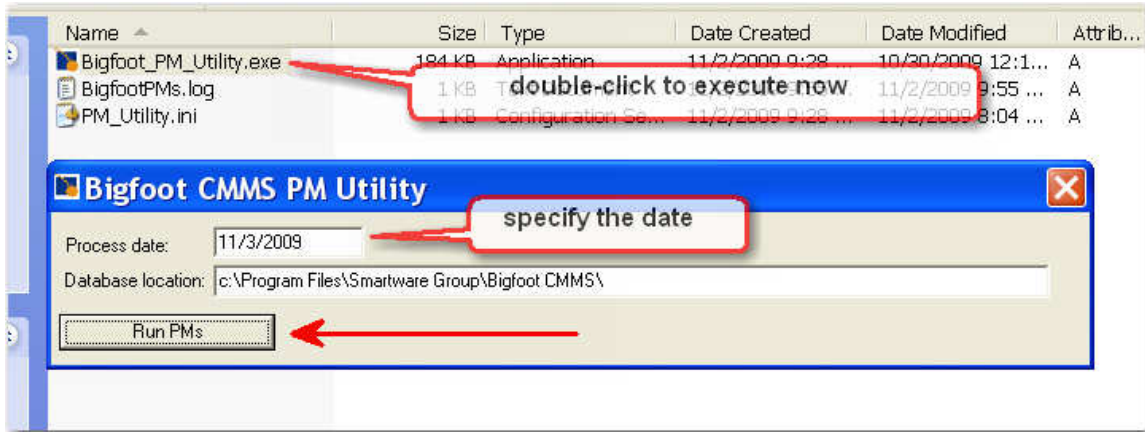 Name Size Type Date Created Date Modified Attrib...
Bigfoot_PM_Utility.exe 184 KB Application 11/2/2009 9:28 ... 10/30/2009 12:1... A
double-click to execute now
BigfootPMs.log 1 KB 11/2/2009 9:55 ... A
PM_Utility.ini 1 KB Configuration Se... 11/2/2009 9:28 ... 11/2/2009 8:04 ... A
Bigfoot CMMS PM Utility
specify the date
Process date: 11/3/2009
Database location: c:\Program Files\Smartware Group\Bigfoot CMMS\
Run PMs